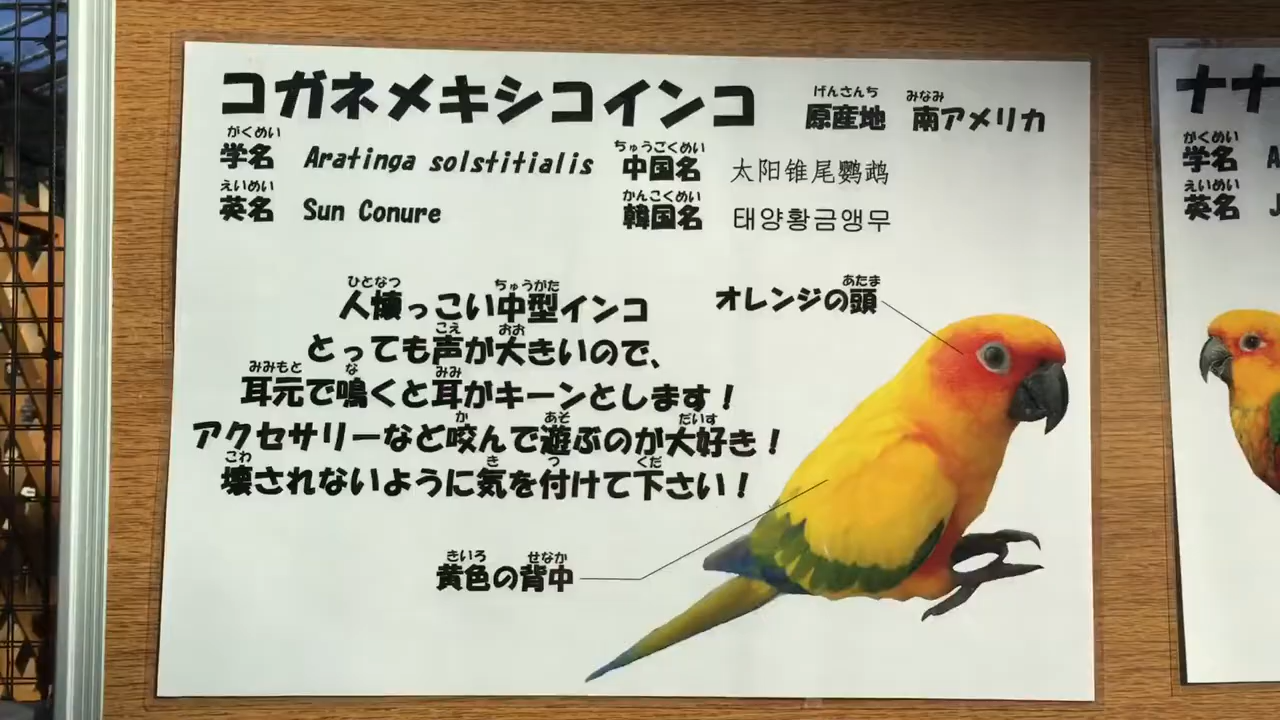 コガネメキシコインコ
原産地 南アメリカ
げんさんち みなみ
学名 Aratinga solstitialis
がくめい
中国名 太阳锥尾鹦鹉
ちゅうごくめい
英名 Sun Conure
えいめい
韓国名 태양황금앵무
かんこくめい
人懐っこい中型インコ
ひとなつ ちゅうがた
とっても声が大きいので、
こえ おお
耳元で鳴くと耳がキーンとします!
みみもと な みみ
アクセサリーなど咬んで遊ぶのが大好き!
か あそ だいす
壊されないように気を付けて下さい!
こわ き つ くだ
オレンジの頭
あたま
黄色の背中
きいろ せなか
ナナ
学名 A
がくめい
英名 J
えいめい